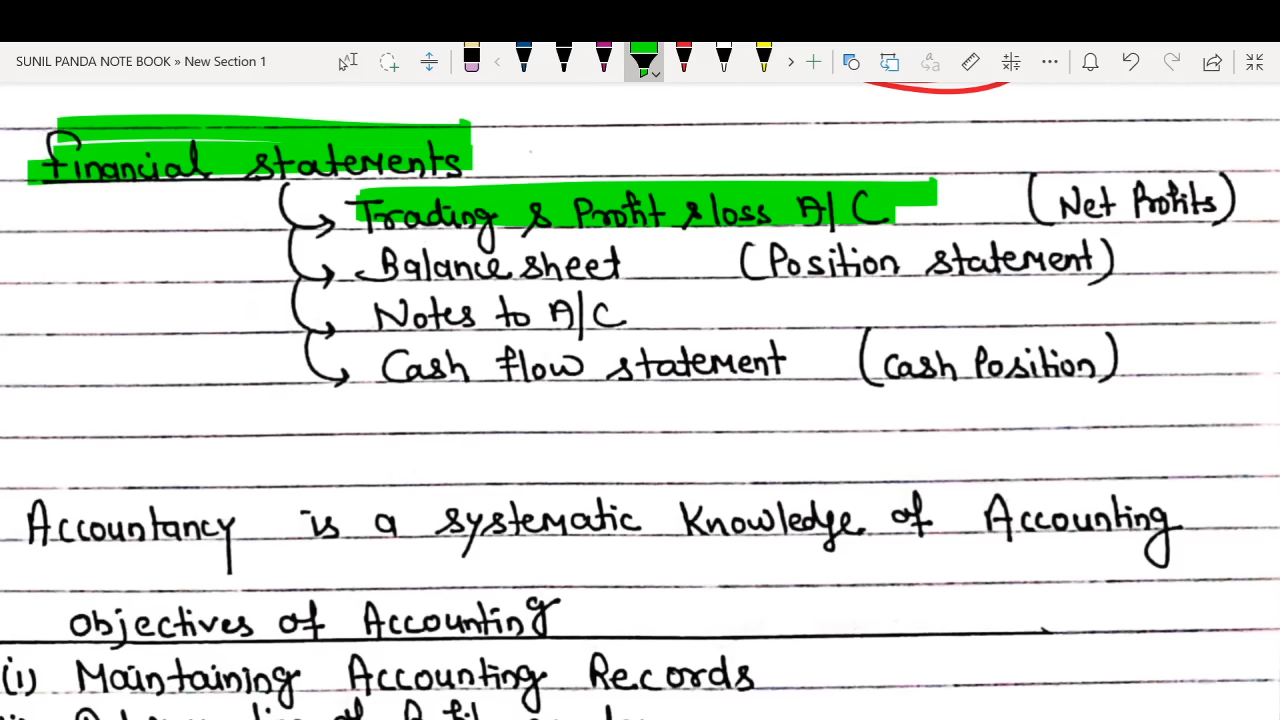 SUNIL PANDA NOTE BOOK » New Section 1
Financial statements
Trading & Profit & loss A/C (Net Profits)
Balance sheet (Position statement)
Notes to A/C
Cash flow statement (Cash Position)
Accountancy is a systematic Knowledge of Accounting
Objectives of Accounting
(i) Maintaining Accounting Records